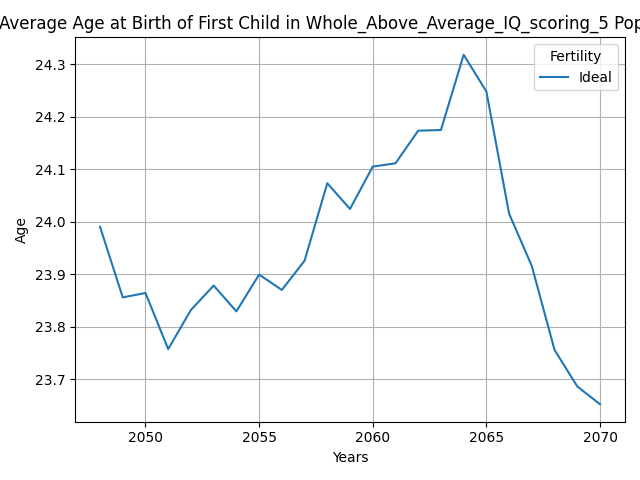 Average Age at Birth of First Child in Whole_Above_Average_IQ_scoring_5 Pop
Fertility
Ideal
24.3
24.2
24.1
24.0
23.9
23.8
23.7
Age
2050 2055 2060 2065 2070
Years